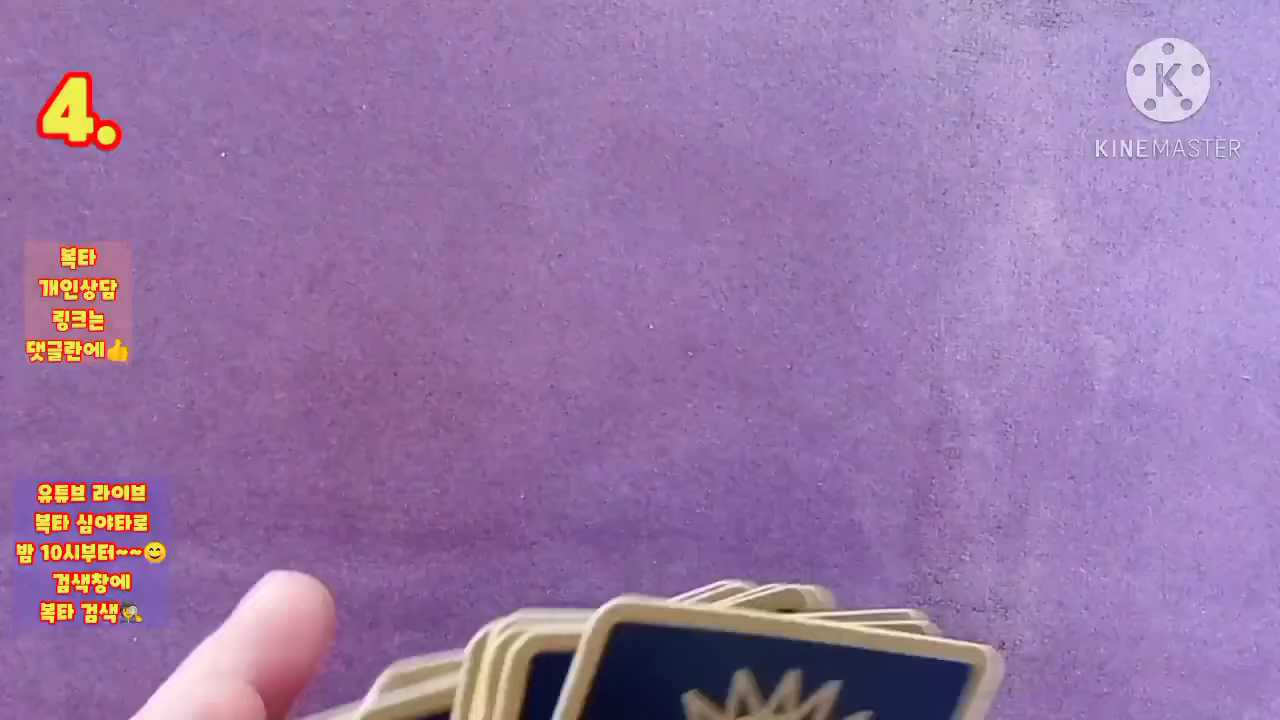 4.
KINEMASTER
복타
개인상담
링크는
댓글란에👍
유튜브 라이브
복타 심야타로
밤 10시부터~~😊
검색창에
복타 검색🕵️